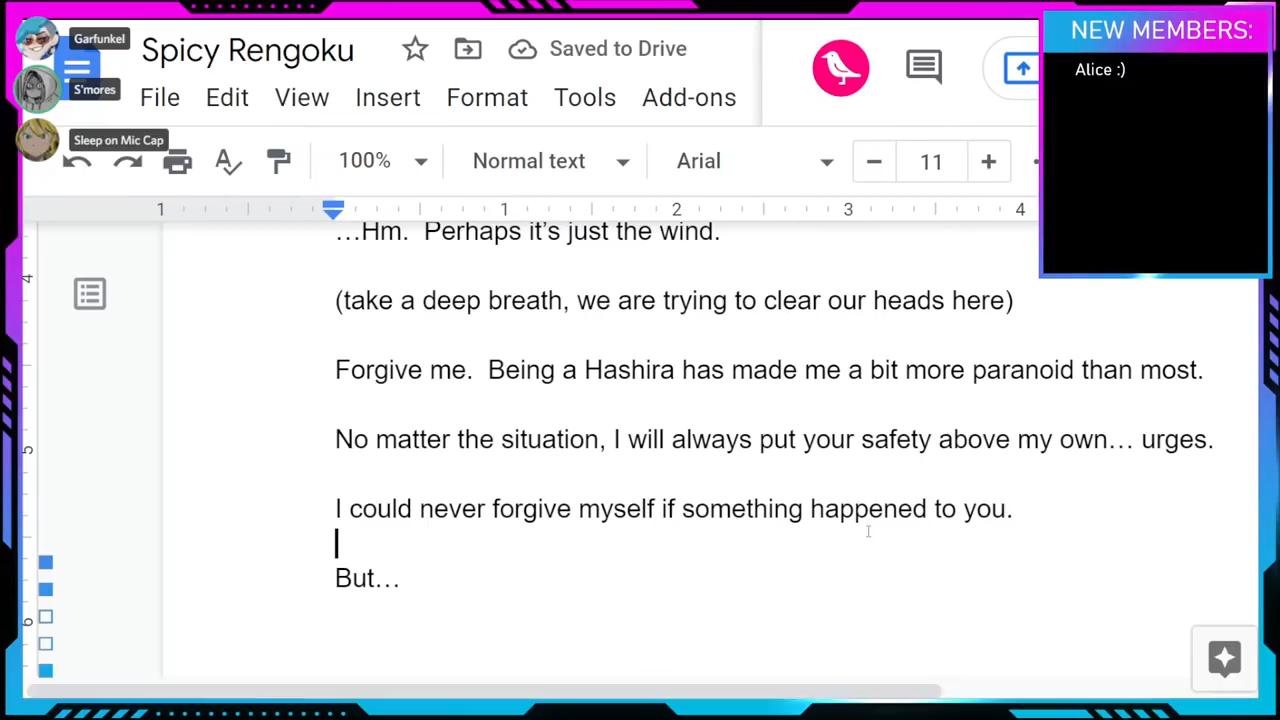 Garfunkel
S'mores
Sleep on Mic Cap
Spicy Rengoku
Saved to Drive
File Edit View Insert Format Tools Add-ons
NEW MEMBERS:
Alice :)
100% Normal text Arial 11
1 1 2 3 4
4
5
6
…Hm.  Perhaps it's just the wind.
(take a deep breath, we are trying to clear our heads here)
Forgive me.  Being a Hashira has made me a bit more paranoid than most.
No matter the situation, I will always put your safety above my own… urges.
I could never forgive myself if something happened to you.
But…